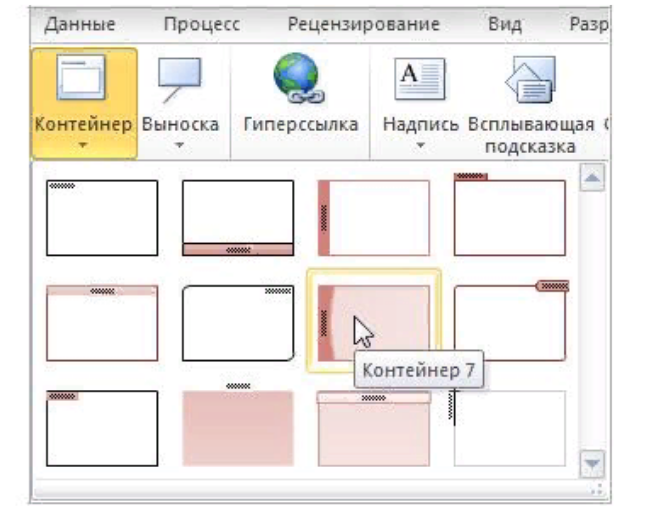 Данные Процесс Рецензирование Вид Разр
Контейнер Выноска Гиперссылка Надпись Всплывающая
подсказка
Контейнер 7